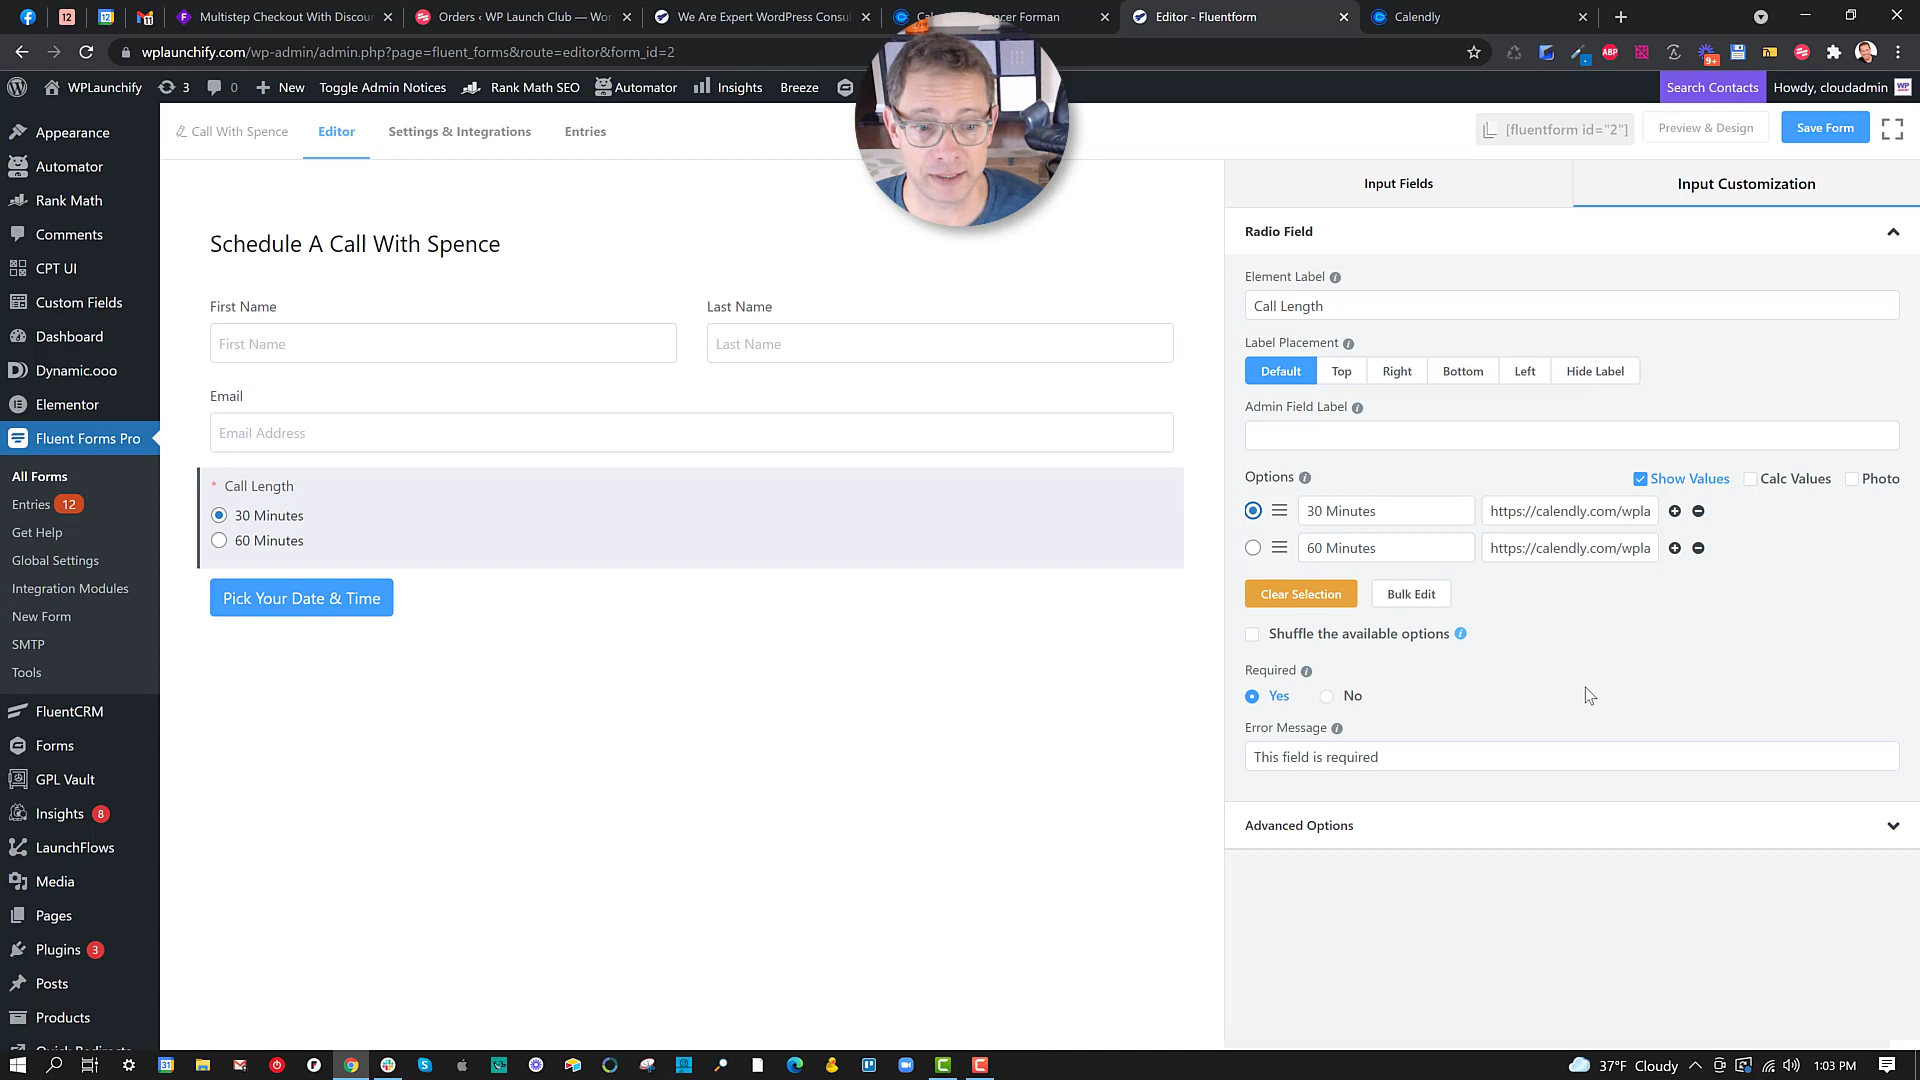 Multistep Checkout With Discou
Orders ‹ WP Launch Club — Wor
We Are Expert WordPress Consul
Spencer Forman
Editor - Fluentform
Calendly
wplaunchify.com/wp-admin/admin.php?page=fluent_forms&route=editor&form_id=2
WPLaunchify
3
0
New
Toggle Admin Notices
Rank Math SEO
Automator
Insights
Breeze
Search Contacts
Howdy, cloudadmin
Appearance
Automator
Rank Math
Comments
CPT UI
Custom Fields
Dashboard
Dynamic.ooo
Elementor
Fluent Forms Pro
All Forms
Entries 12
Get Help
Global Settings
Integration Modules
New Form
SMTP
Tools
FluentCRM
Forms
GPL Vault
Insights 8
LaunchFlows
Media
Pages
Plugins 3
Posts
Products
Call With Spence
Editor
Settings & Integrations
Entries
[fluentform id="2"]
Preview & Design
Save Form
Schedule A Call With Spence
First Name
Last Name
First Name
Last Name
Email
Email Address
* Call Length
30 Minutes
60 Minutes
Pick Your Date & Time
Input Fields
Input Customization
Radio Field
Element Label
Call Length
Label Placement
Default
Top
Right
Bottom
Left
Hide Label
Admin Field Label
Options
Show Values
Calc Values
Photo
30 Minutes
https://calendly.com/wpla
60 Minutes
https://calendly.com/wpla
Clear Selection
Bulk Edit
Shuffle the available options
Required
Yes
No
Error Message
This field is required
Advanced Options
37°F Cloudy
1:03 PM